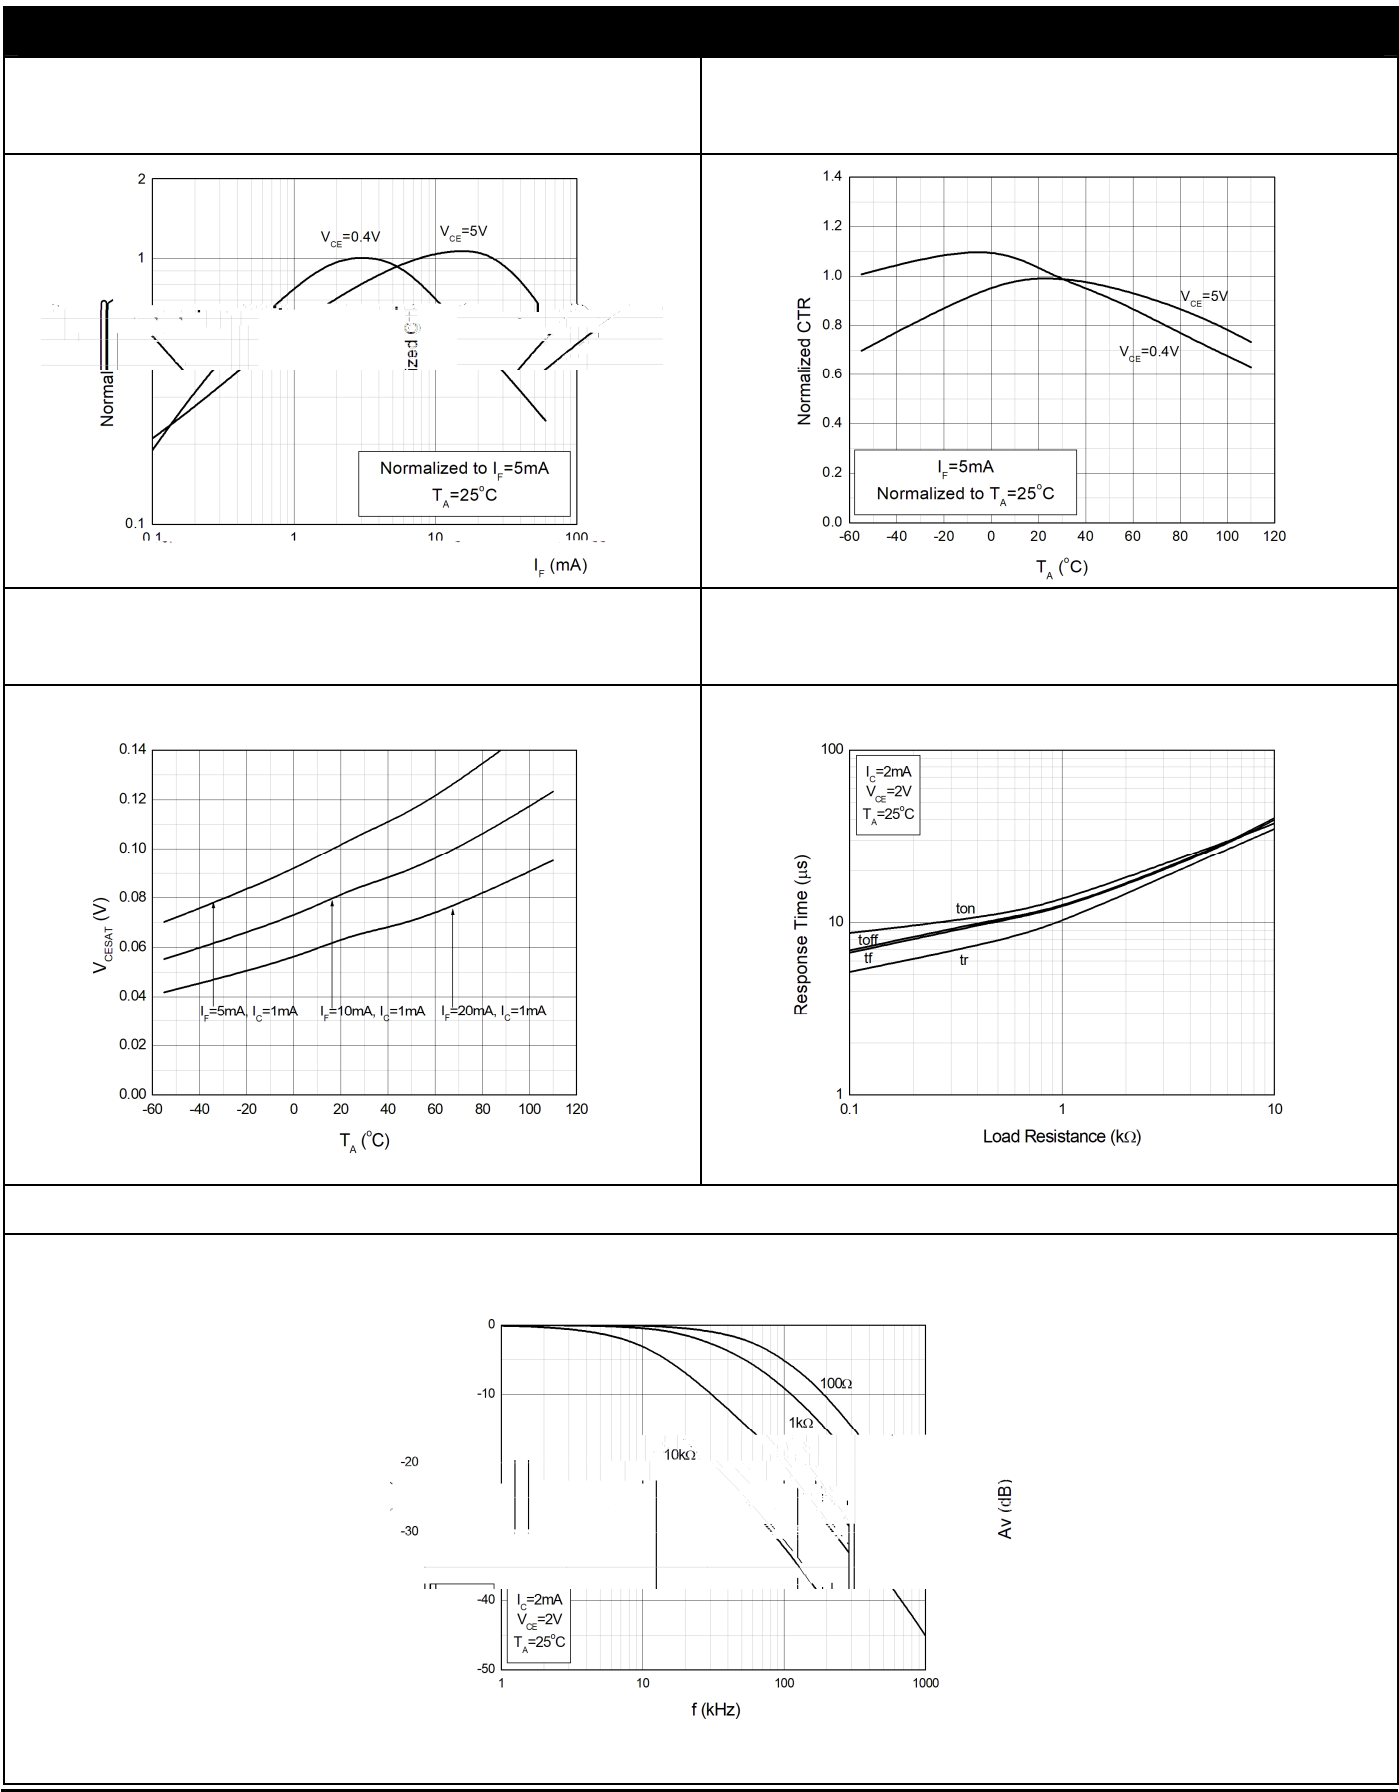 2
V_CE=0.4V
V_CE=5V
1
Normalized to I_F=5mA
T_A=25°C
0.1
1
10
100
I_F (mA)
1.4
1.2
1.0
0.8
0.6
0.4
0.2
0.0
Normalized CTR
V_CE=5V
V_CE=0.4V
I_F=5mA
Normalized to T_A=25°C
-60 -40 -20 0 20 40 60 80 100 120
T_A (°C)
0.14
0.12
0.10
0.08
0.06
0.04
0.02
0.00
V_CESAT (V)
I_F=5mA, I_C=1mA
I_F=10mA, I_C=1mA
I_F=20mA, I_C=1mA
-60 -40 -20 0 20 40 60 80 100 120
T_A (°C)
100
10
1
Response Time (μs)
I_C=2mA
V_CE=2V
T_A=25°C
ton
toff
tf
tr
0.1 1 10
Load Resistance (kΩ)
0
-10
-20
-30
-40
-50
100Ω
1kΩ
10kΩ
Av (dB)
I_C=2mA
V_CE=2V
T_A=25°C
1 10 100 1000
f (kHz)